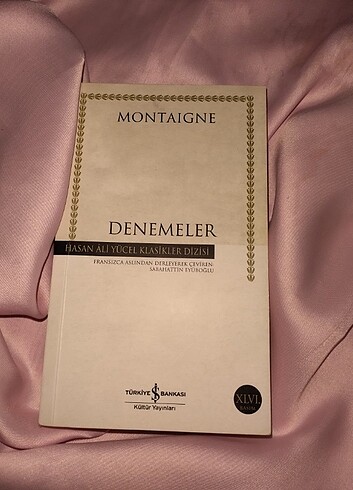 MONTAIGNE
DENEMELER
HASAN ÂLİ YÜCEL KLASİKLER DİZİSİ
FRANSIZCA ASLINDAN DERLEYEREK ÇEVİREN:
SABAHATTİN EYÜBOĞLU
TÜRKİYE İŞ BANKASI
Kültür Yayınları
XLVI.
BASIM